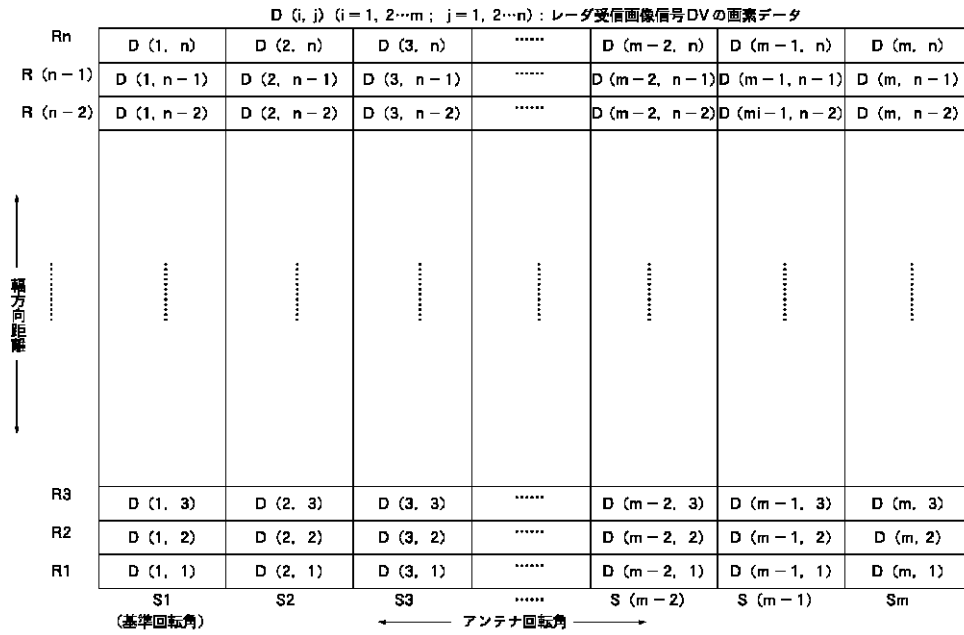 D (i, j) (i = 1, 2…m ; j = 1, 2…n) : レーダ受信画像信号DVの画素データ
Rn D (1, n) D (2, n) D (3, n) …… D (m－2, n) D (m－1, n) D (m, n)
R (n－1) D (1, n－1) D (2, n－1) D (3, n－1) …… D (m－2, n－1) D (m－1, n－1) D (m, n－1)
R (n－2) D (1, n－2) D (2, n－2) D (3, n－2) …… D (m－2, n－2) D (mi－1, n－2) D (m, n－2)
幅方向距離
R3 D (1, 3) D (2, 3) D (3, 3) …… D (m－2, 3) D (m－1, 3) D (m, 3)
R2 D (1, 2) D (2, 2) D (3, 2) …… D (m－2, 2) D (m－1, 2) D (m, 2)
R1 D (1, 1) D (2, 1) D (3, 1) …… D (m－2, 1) D (m－1, 1) D (m, 1)
S1 S2 S3 …… S (m－2) S (m－1) Sm
(基準回転角) アンテナ回転角